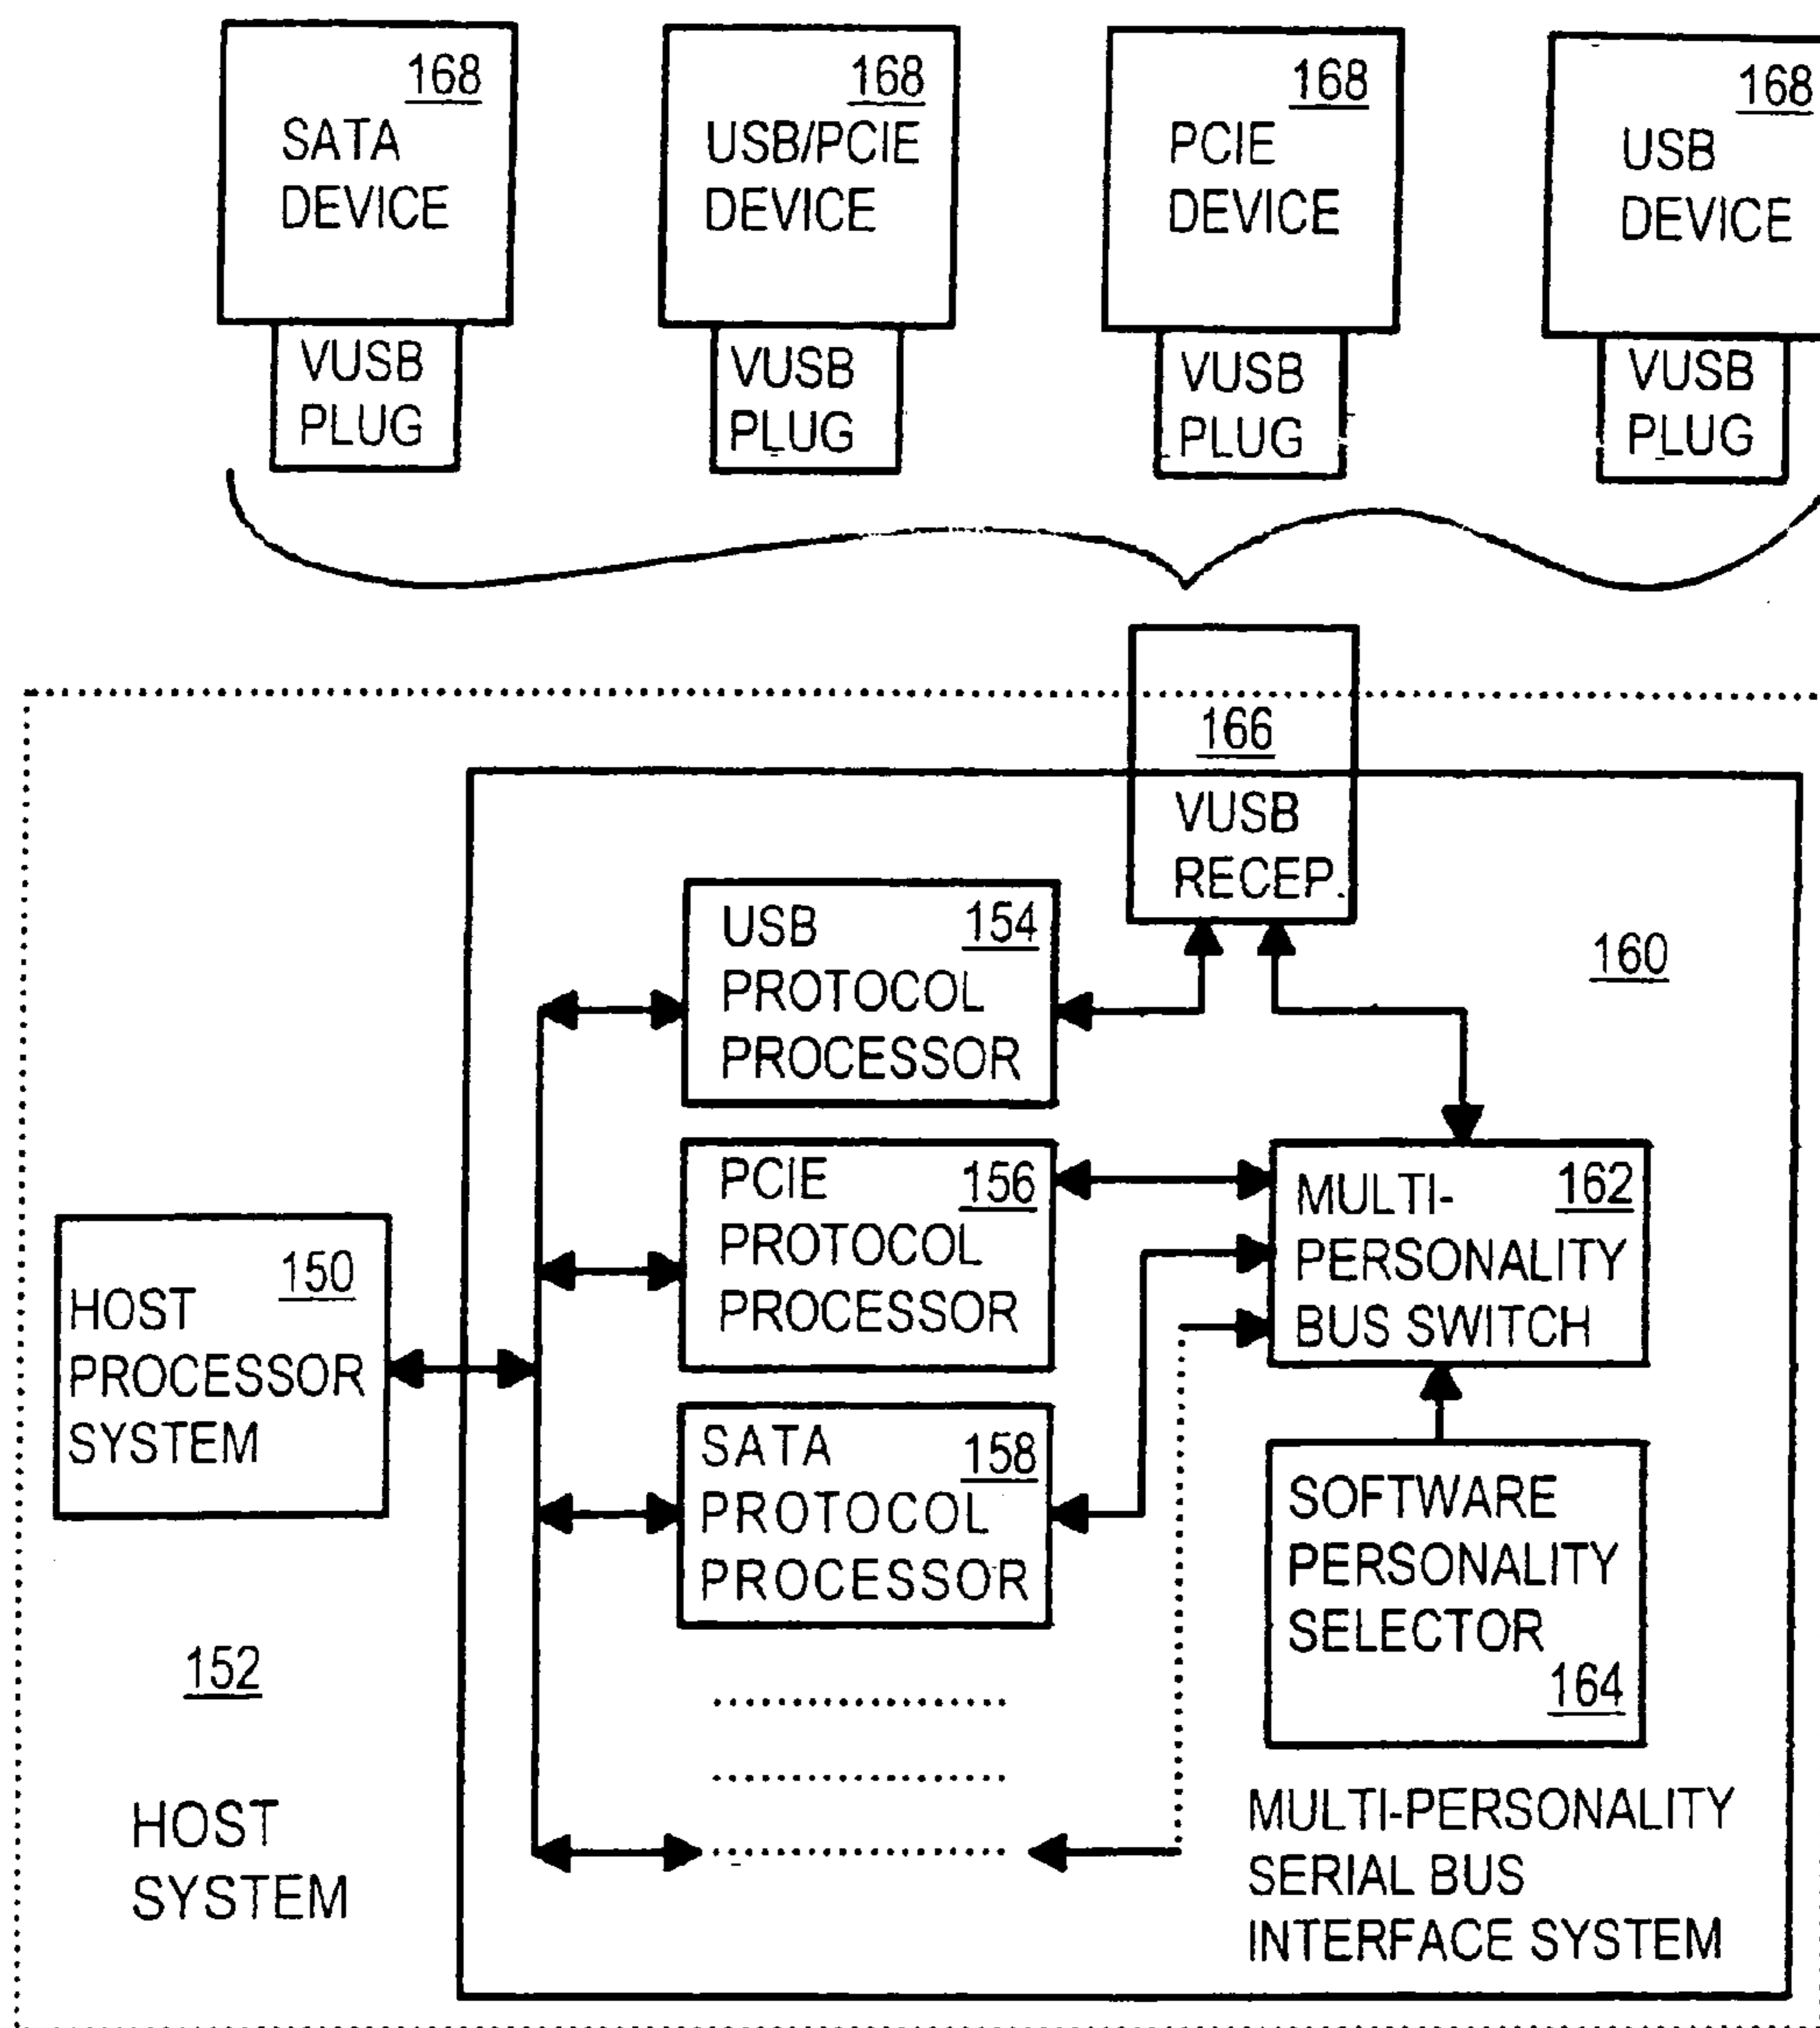 168
SATA
DEVICE
VUSB
PLUG
168
USB/PCIE
DEVICE
VUSB
PLUG
168
PCIE
DEVICE
VUSB
PLUG
168
USB
DEVICE
VUSB
PLUG
166
VUSB
RECEP.
160
USB 154
PROTOCOL
PROCESSOR
PCIE 156
PROTOCOL
PROCESSOR
MULTI- 162
PERSONALITY
BUS SWITCH
150
HOST
PROCESSOR
SYSTEM
SATA 158
PROTOCOL
PROCESSOR
SOFTWARE
PERSONALITY
SELECTOR
164
152
HOST
SYSTEM
MULTI-PERSONALITY
SERIAL BUS
INTERFACE SYSTEM